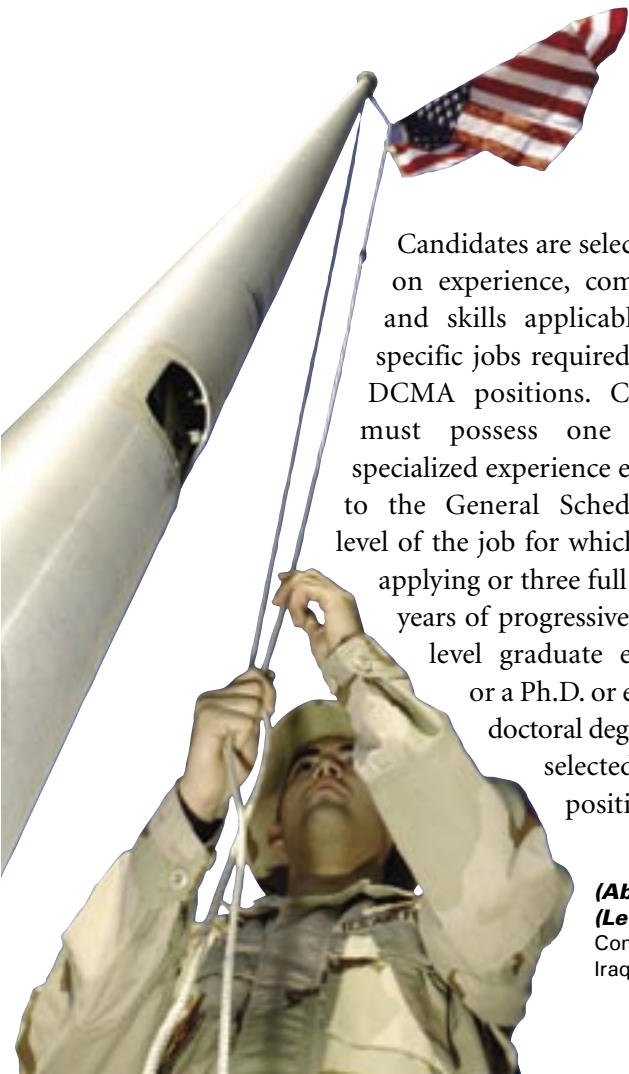 Candidates are selec
on experience, com
and skills applicabl
specific jobs required
DCMA positions. C
must possess one
specialized experience e
to the General Sched
level of the job for which
applying or three full
years of progressive
level graduate e
or a Ph.D. or e
doctoral deg
selected
positi
(Ab
(Le
Con
Iraq